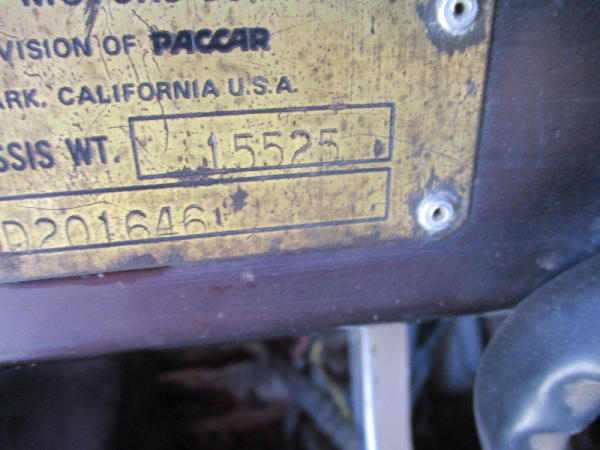 VISION OF PACCAR
ARK, CALIFORNIA U.S.A.
SSIS WT. 15525
D201646